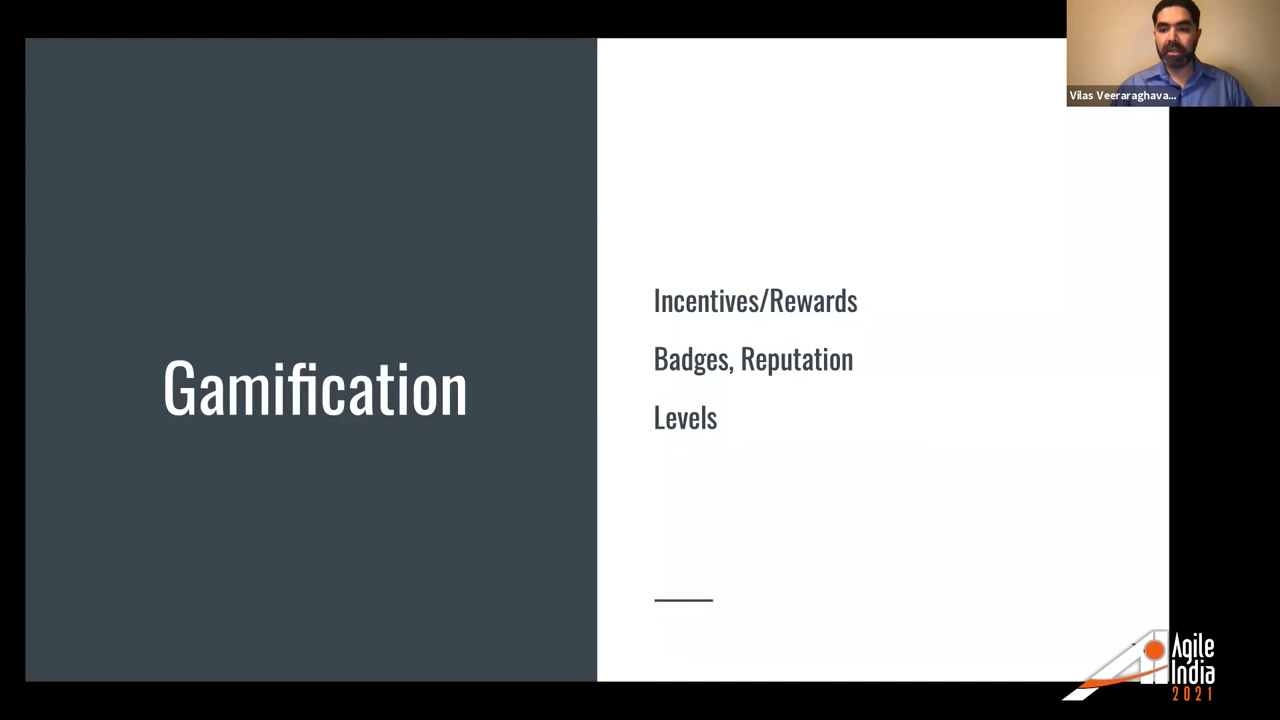 Vilas Veeraraghava...
Gamification
Incentives/Rewards
Badges, Reputation
Levels
Agile
India
2021